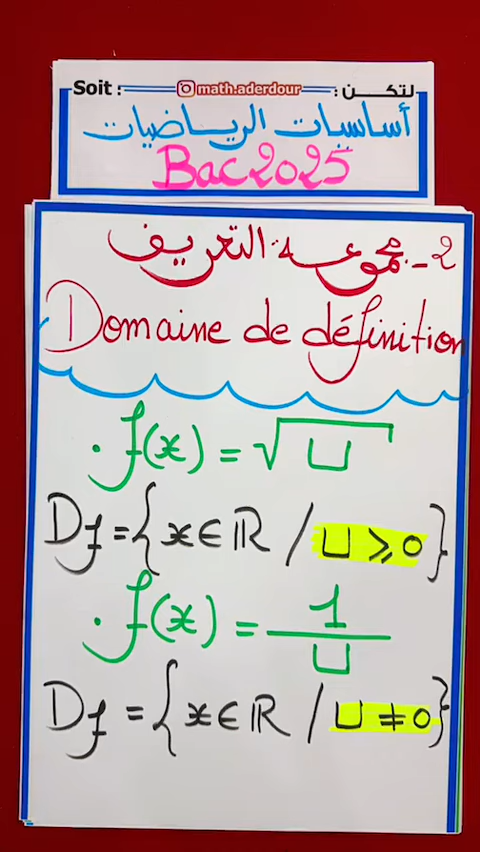 Soit : math.aderdour لتكن :
أساسيات الرياضيات
Bac2025
2- مجموعة التعريف
Domaine de définition
. f(x) = √U
Df = {x ∈ ℝ / U ⩾ 0}
. f(x) = 1/U
Df = {x ∈ ℝ / U ≠ 0}